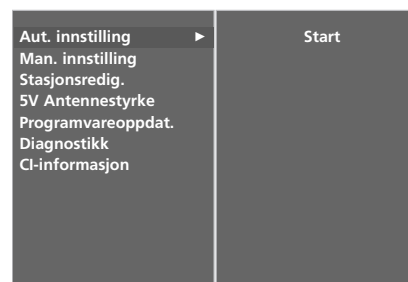 Aut. innstilling ► Start
Man. innstilling
Stasjonsredig.
5V Antennestyrke
Programvareoppdat.
Diagnostikk
CI-informasjon